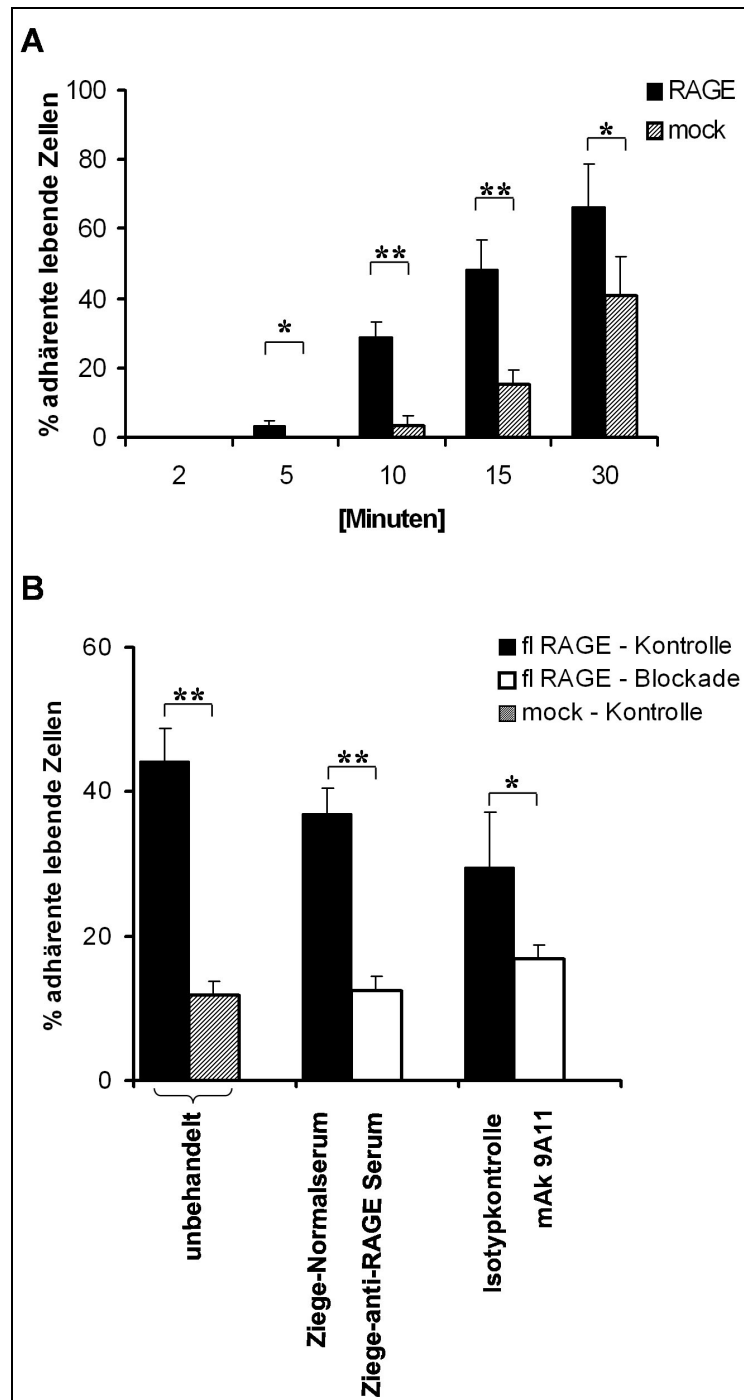 A
% adhärente lebende Zellen
100
80
60
40
20
0
RAGE
mock
*
**
**
*
2 5 10 15 30
[Minuten]
B
% adhärente lebende Zellen
60
40
20
0
fl RAGE - Kontrolle
fl RAGE - Blockade
mock - Kontrolle
**
**
*
unbehandelt
Ziege-Normalserum
Ziege-anti-RAGE Serum
Isotypkontrolle
mAk 9A11